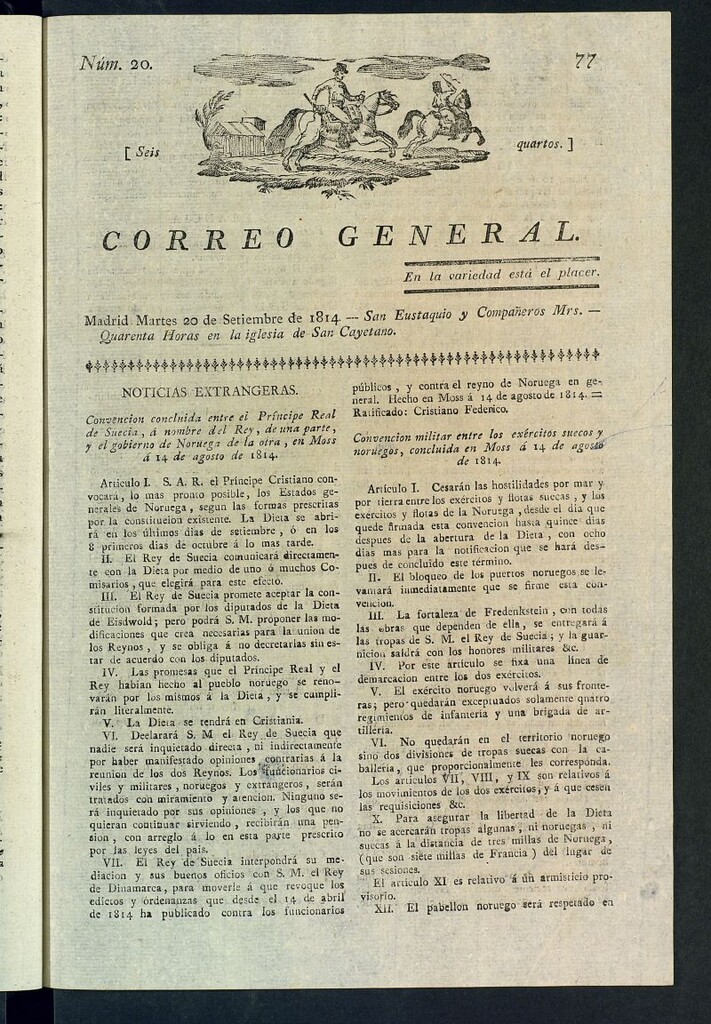 Núm. 20.
77
[ Seis
quartos. ]
CORREO GENERAL.
En la variedad está el placer.
Madrid Martes 20 de Setiembre de 1814 — San Eustaquio y Compañeros Mrs. —
Quarenta Horas en la iglesia de San Cayetano.
NOTICIAS EXTRANGERAS.
Convencion concluida entre el Príncipe Real
de Suecia, á nombre del Rey, de una parte,
y el gobierno de Noruega de la otra, en Moss
á 14 de agosto de 1814.
Artículo I. S. A. R. el Príncipe Cristiano con-
vocará, lo mas pronto posible, los Estados ge-
nerales de Noruega, segun las formas prescritas
por la constitucion existente. La Dieta se abri-
rá en los últimos dias de setiembre, ó en los
8 primeros dias de octubre á lo mas tarde.
II. El Rey de Suecia comunicará directamen-
te con la Dieta por medio de uno ó muchos Co-
misarios, que elegirá para este efecto.
III. El Rey de Suecia promete aceptar la con-
stitucion formada por los diputados de la Dieta
de Eisdwold; pero podrá S. M. proponer las mo-
dificaciones que crea necesarias para la union de
los Reynos, y se obliga á no decretarlas sin es-
tar de acuerdo con los diputados.
IV. Las promesas que el Príncipe Real y el
Rey habian hecho al pueblo noruego se reno-
varán por los mismos á la Dieta, y se cumpli-
rán literalmente.
V. La Dieta se tendrá en Cristiania.
VI. Declarará S. M el Rey de Suecia que
nadie será inquietado directa, ni indirectamente
por haber manifestado opiniones contrarias á la
reunion de los dos Reynos. Los funcionarios ci-
viles y militares, noruegos y extrangeros, serán
tratados con miramiento y atencion. Ninguno se-
rá inquietado por sus opiniones, y los que no
quieran continuar sirviendo, recibirán una pen-
sion, con arreglo á lo en esta parte prescrito
por las leyes del pais.
VII. El Rey de Suecia interpondrá su me-
diacion y sus buenos oficios con S. M. el Rey
de Dinamarca, para moverle á que revoque los
edictos y órdenanzas que desde el 14 de abril
de 1814 ha publicado contra los funcionarios
públicos, y contra el reyno de Noruega en ge-
neral. Hecho en Moss á 14 de agosto de 1814. =
Ratificado: Cristiano Federico.
Convencion militar entre los exércitos suecos y
noruegos, concluida en Moss á 14 de agosto
de 1814.
Artículo I. Cesarán las hostilidades por mar y
por tierra entre los exércitos y flotas suecas, y los
exércitos y flotas de la Noruega, desde el dia que
quede firmada esta convencion hasta quince dias
despues de la abertura de la Dieta, con ocho
dias mas para la notificacion que se hará des-
pues de concluido este término.
II. El bloqueo de los puertos noruegos se le-
vantará inmediatamente que se firme esta con-
vencion.
III. La fortaleza de Fredenkstein, con todas
las obras que dependen de ella, se entregará á
las tropas de S. M. el Rey de Suecia; y la guar-
nicion saldrá con los honores militares &c.
IV. Por este artículo se fixa una línea de
demarcacion entre los dos exércitos.
V. El exército noruego volverá á sus fronte-
ras; pero quedarán exceptuados solamente quatro
regimientos de infantería y una brigada de ar-
tillería.
VI. No quedarán en el territorio noruego
sino dos divisiones de tropas suecas con la ca-
ballería, que proporcionalmente les corresponda.
Los artículos VII, VIII, y IX son relativos á
los movimientos de los dos exércitos, y á que cesen
las requisiciones &c.
X. Para asegurar la libertad de la Dieta
no se acercarán tropas algunas, ni noruegas, ni
suecas á la distancia de tres millas de Noruega,
(que son siete millas de Francia) del lugar de
sus sesiones.
El artículo XI es relativo á un armisticio pro-
visorio.
XII. El pabellon noruego será respetado en